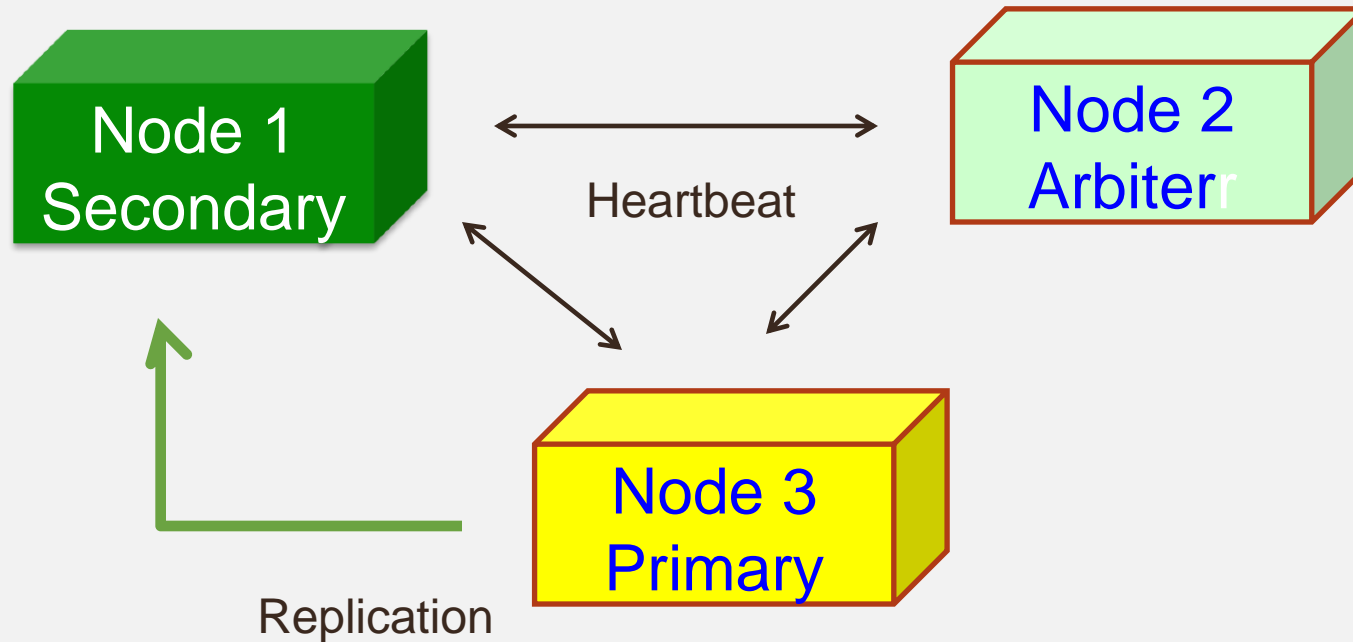 Node 1
Secondary
Node 2
Arbiterr
Heartbeat
Node 3
Primary
Replication